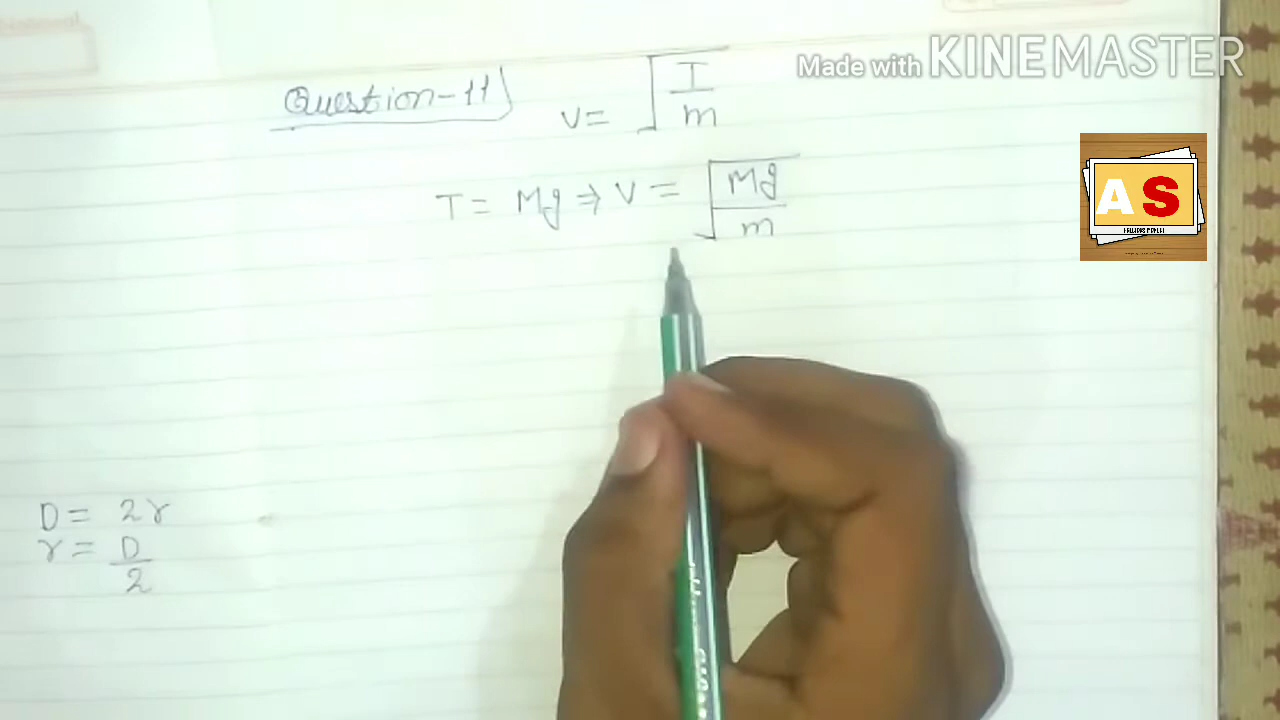 Made with KINEMASTER
Question-11
v = √(T/m)
T = Mg ⇒ V = √(Mg/m)
AS
D = 2r
r = D/2